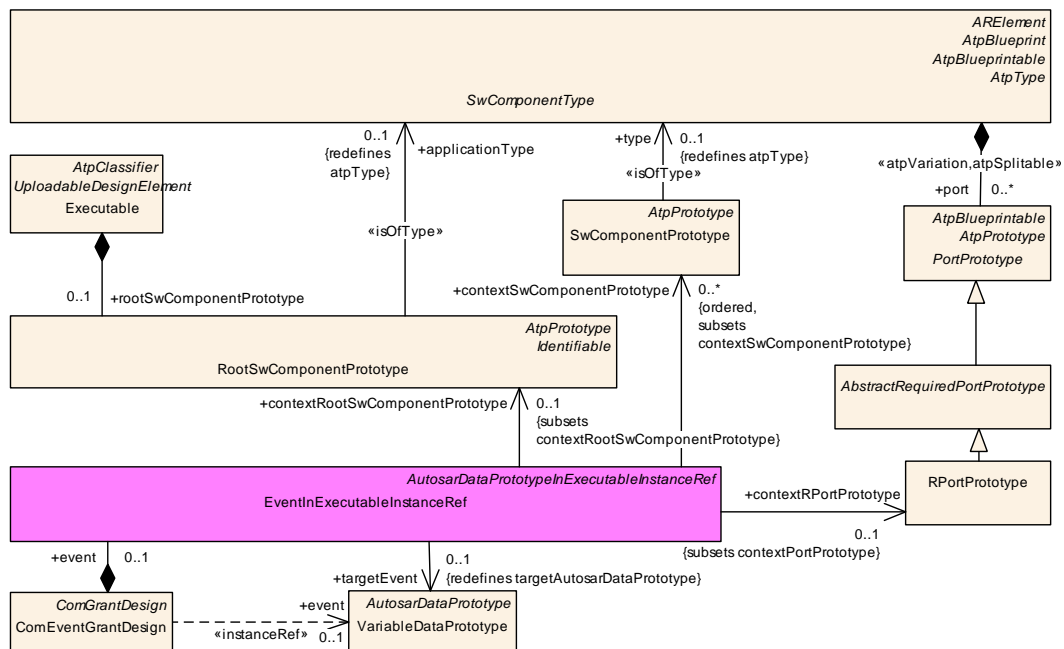 ARElement
AtpBlueprint
AtpBlueprintable
AtpType
SwComponentType
0..1
{redefines
atpType}
+applicationType
+type
0..1
{redefines atpType}
«isOfType»
«atpVariation,atpSplitable»
+port
0..*
AtpClassifier
UploadableDesignElement
Executable
AtpPrototype
SwComponentPrototype
AtpBlueprintable
AtpPrototype
PortPrototype
«isOfType»
0..1
+rootSwComponentPrototype
+contextSwComponentPrototype
0..*
{ordered,
subsets
contextSwComponentPrototype}
AtpPrototype
Identifiable
RootSwComponentPrototype
AbstractRequiredPortPrototype
+contextRootSwComponentPrototype
0..1
{subsets
contextRootSwComponentPrototype}
AutosarDataPrototypeInExecutableInstanceRef
EventInExecutableInstanceRef
RPortPrototype
+contextRPortPrototype
0..1
{subsets contextPortPrototype}
+event
0..1
0..1
+targetEvent
{redefines targetAutosarDataPrototype}
ComGrantDesign
ComEventGrantDesign
+event
«instanceRef»
0..1
AutosarDataPrototype
VariableDataPrototype